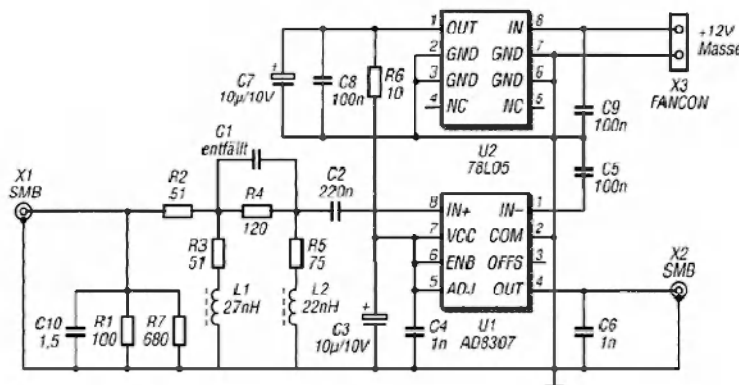 1 OUT IN 8
2 GND GND 7
3 GND GND 6
4 NC NC 5
U2
78L05
+12V
Masse
X3
FANCON
C7
10µ/10V
C8
100n
R6
10
C9
100n
C5
100n
C1
entfällt
X1
SMB
R2
51
R4
120
C2
220n
R3
51
R5
75
L1
27nH
L2
22nH
C10
1,5
R1
100
R7
680
C3
10µ/10V
C4
1n
8 IN+ IN- 1
7 VCC COM 2
6 ENB OFFS 3
5 ADJ OUT 4
U1
AD8307
X2
SMB
C6
1n